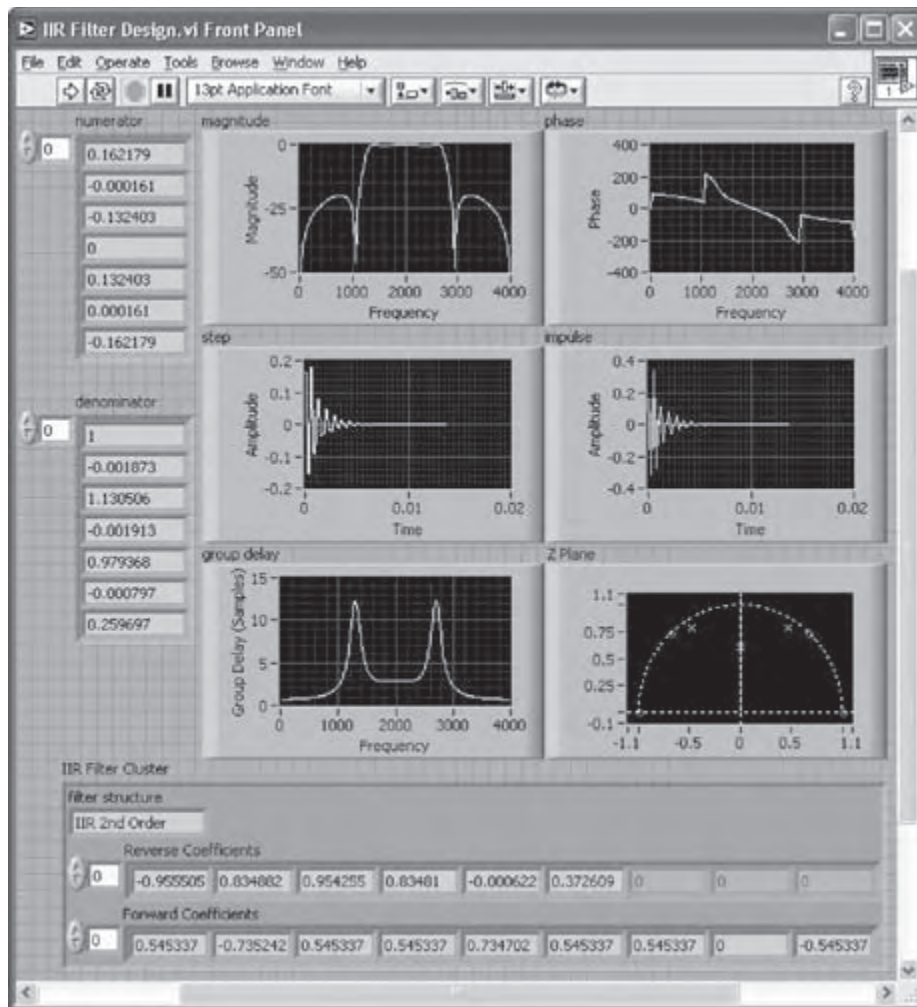 IIR Filter Design.vi Front Panel
File Edit Operate Tools Browse Window Help
13pt Application Font
1
numerator
0
0.162179
-0.000161
-0.132403
0
0.132403
0.000161
-0.162179
magnitude
0-
-25-
-50-
Magnitude
0 1000 2000 3000 4000
Frequency
phase
400-
200-
0-
-200-
-400-
Phase
0 1000 2000 3000 4000
Frequency
step
0.2-
0.1-
0-
-0.1-
-0.2-
Amplitude
0 0.01 0.02
Time
impulse
0.4-
0.2-
0-
-0.2-
-0.4-
Amplitude
0 0.01 0.02
Time
denominator
0
1
-0.001873
1.130506
-0.001913
0.979368
-0.000797
0.259697
group delay
15-
10-
5-
0-
Group Delay (Samples)
0 1000 2000 3000 4000
Frequency
Z Plane
1.1-
0.75-
0.5-
0.25-
-0.1-
-1.1 -0.5 0 0.5 1.1
IIR Filter Cluster
filter structure
IIR 2nd Order
Reverse Coefficients
0 -0.955505 0.834882 0.954255 0.83481 -0.000622 0.372609 0 0 0
Forward Coefficients
0 0.545337 -0.735242 0.545337 0.545337 0.734702 0.545337 0.545337 0 -0.545337